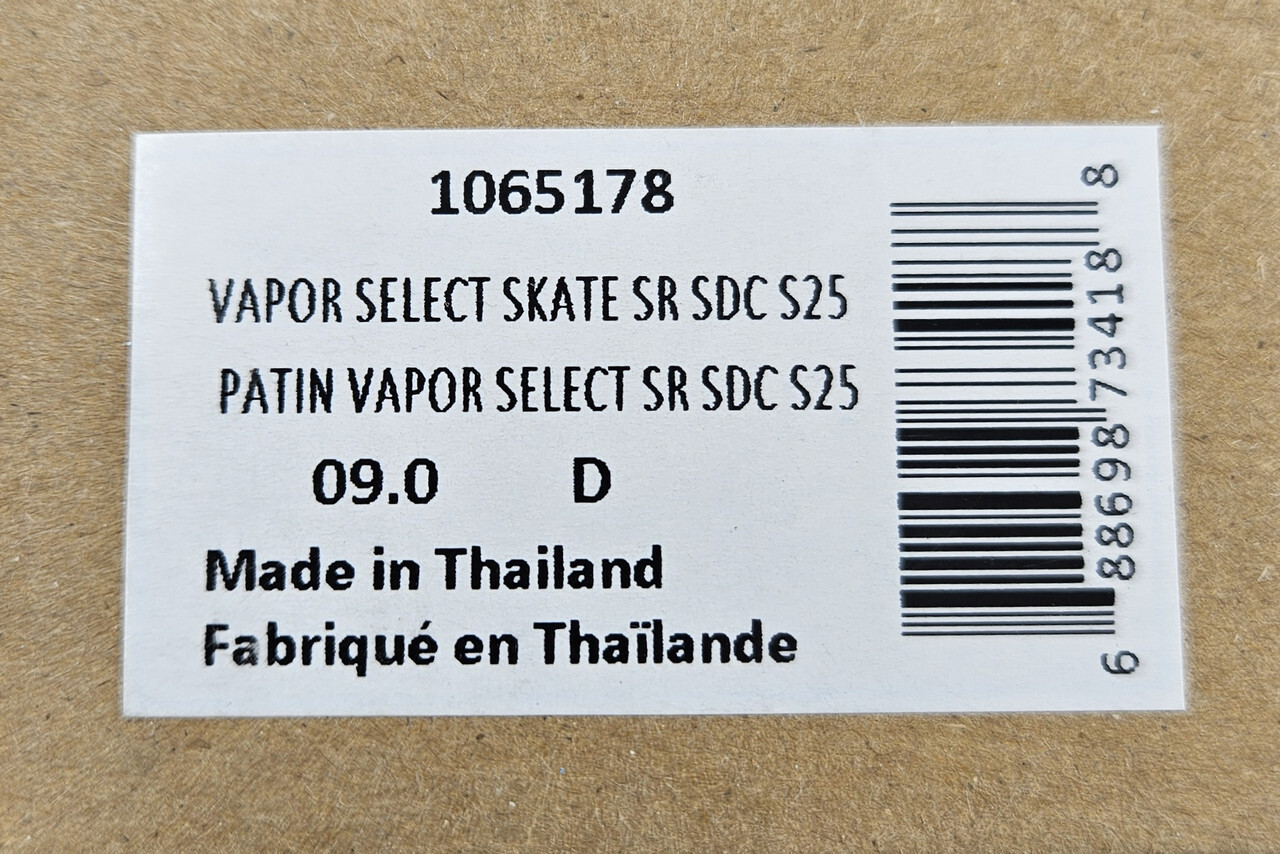 1065178
VAPOR SELECT SKATE SR SDC S25
PATIN VAPOR SELECT SR SDC S25
09.0 D
Made in Thailand
Fabriqué en Thaïlande
6 88698 73418 8